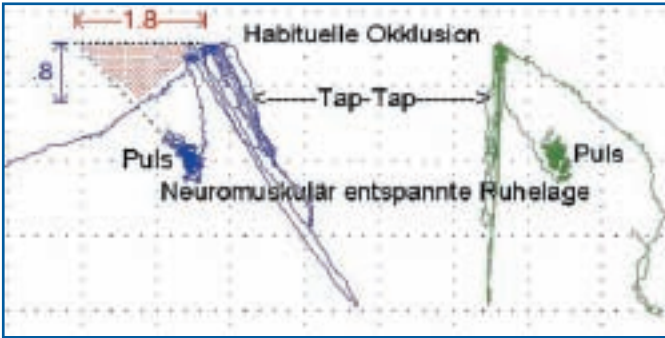 1.8
Habituelle Okklusion
.8
<------Tap-Tap------>
Puls
Puls
Neuromuskulär entspannte Ruhelage